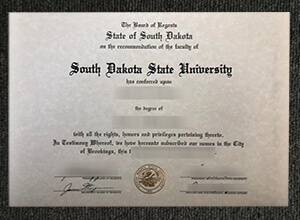 The Board of Regents
State of South Dakota
on the recommendation of the faculty of
South Dakota State University
has conferred upon
the degree of
with all the rights, honors and privileges pertaining thereto.
In Testimony Whereof, we have hereunto subscribed our names in the City
of Brookings, this